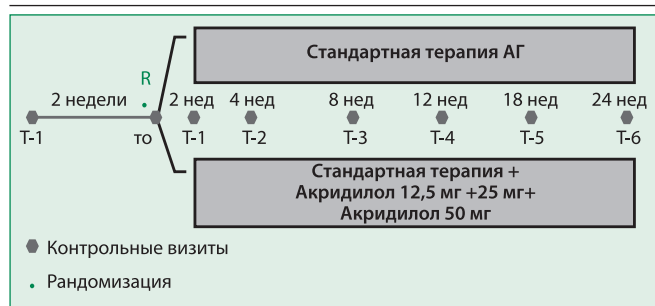 Стандартная терапия АГ
R
2 недели 2 нед 4 нед 8 нед 12 нед 18 нед 24 нед
Т-1 то Т-1 Т-2 Т-3 Т-4 Т-5 Т-6
Стандартная терапия +
Акридилол 12,5 мг +25 мг+
Акридилол 50 мг
Контрольные визиты
Рандомизация